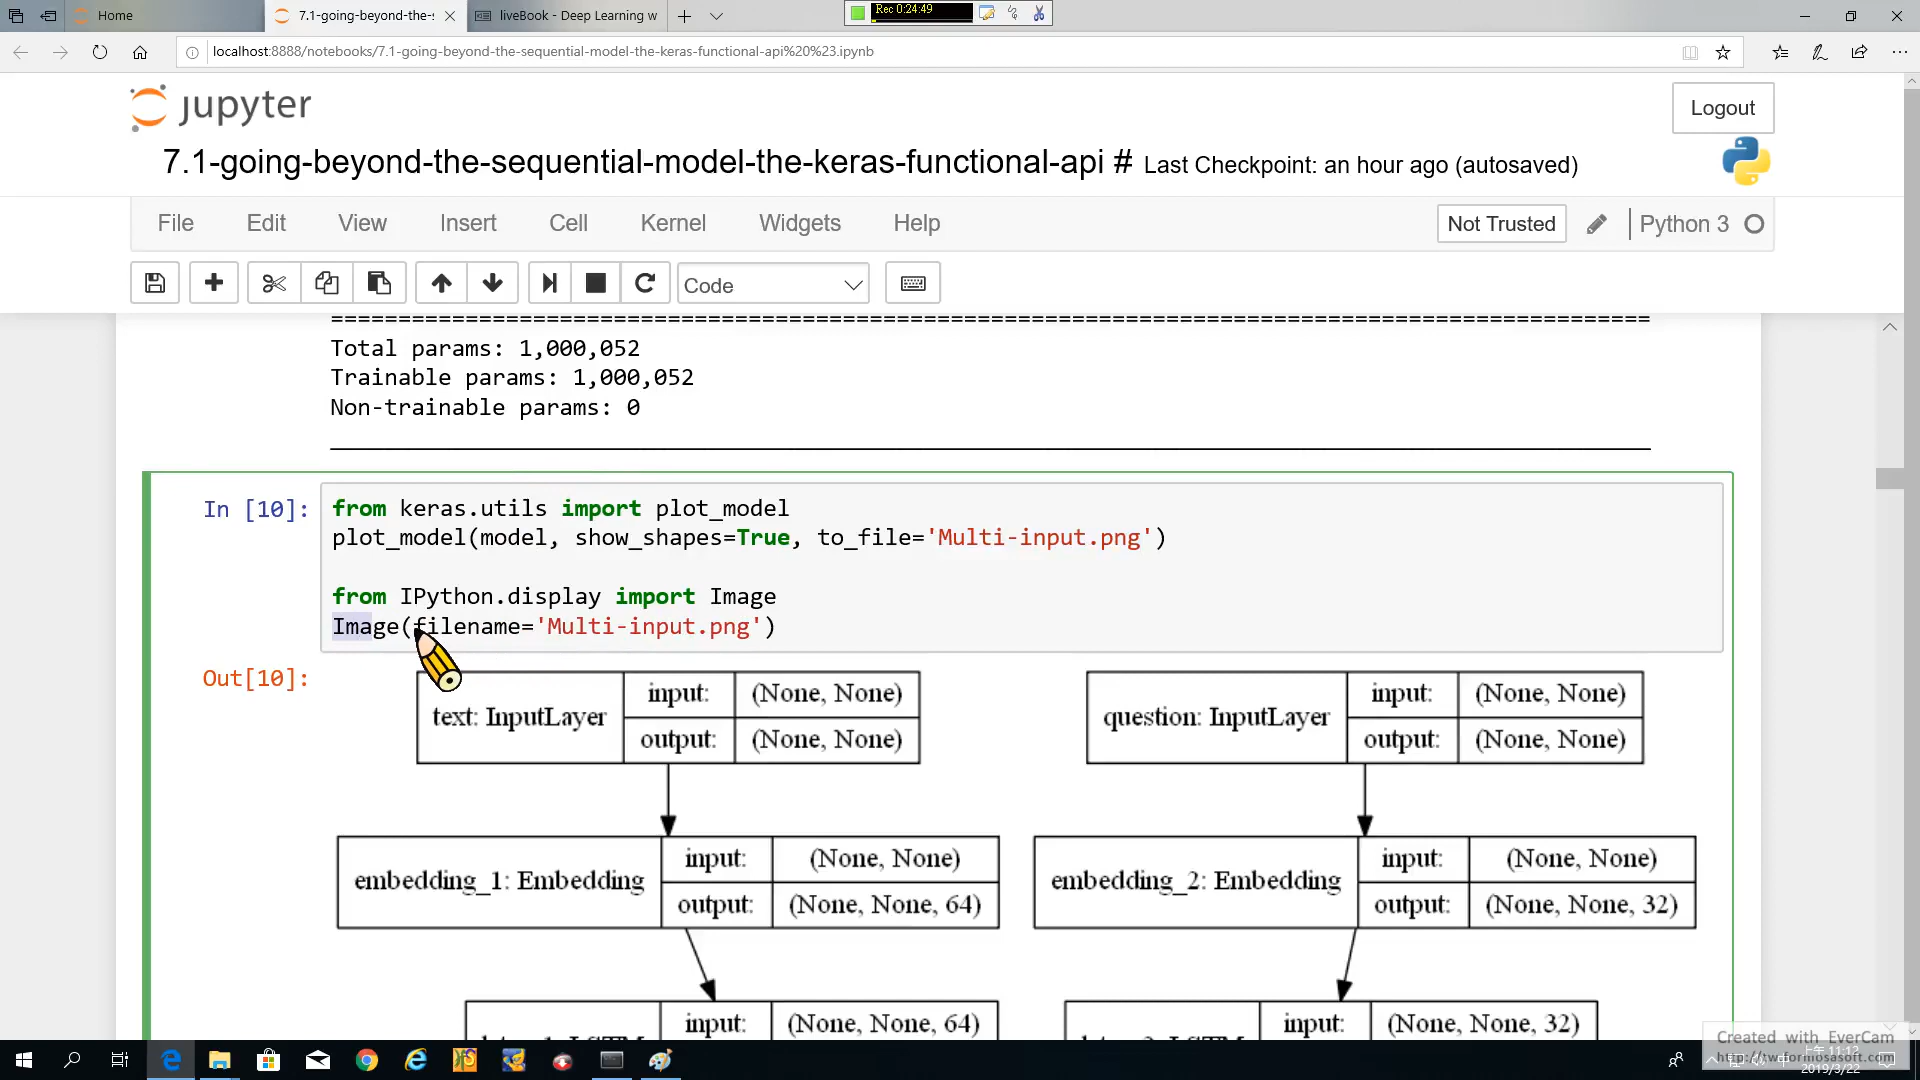 Home
7.1-going-beyond-the-s
liveBook - Deep Learning w
Rec 0:24:49
localhost:8888/notebooks/7.1-going-beyond-the-sequential-model-the-keras-functional-api%20%23.ipynb
jupyter
Logout
7.1-going-beyond-the-sequential-model-the-keras-functional-api # Last Checkpoint: an hour ago (autosaved)
File Edit View Insert Cell Kernel Widgets Help
Not Trusted
Python 3
Code
Total params: 1,000,052
Trainable params: 1,000,052
Non-trainable params: 0
In [10]:
from keras.utils import plot_model
plot_model(model, show_shapes=True, to_file='Multi-input.png')
from IPython.display import Image
Image(filename='Multi-input.png')
Out[10]:
text: InputLayer
input: (None, None)
output: (None, None)
question: InputLayer
input: (None, None)
output: (None, None)
embedding_1: Embedding
input: (None, None)
output: (None, None, 64)
embedding_2: Embedding
input: (None, None)
output: (None, None, 32)
input: (None, None, 64)
input: (None, None, 32)
Created with EverCam
http://tw.formosasoft.com
上午 11:12
2019/3/22